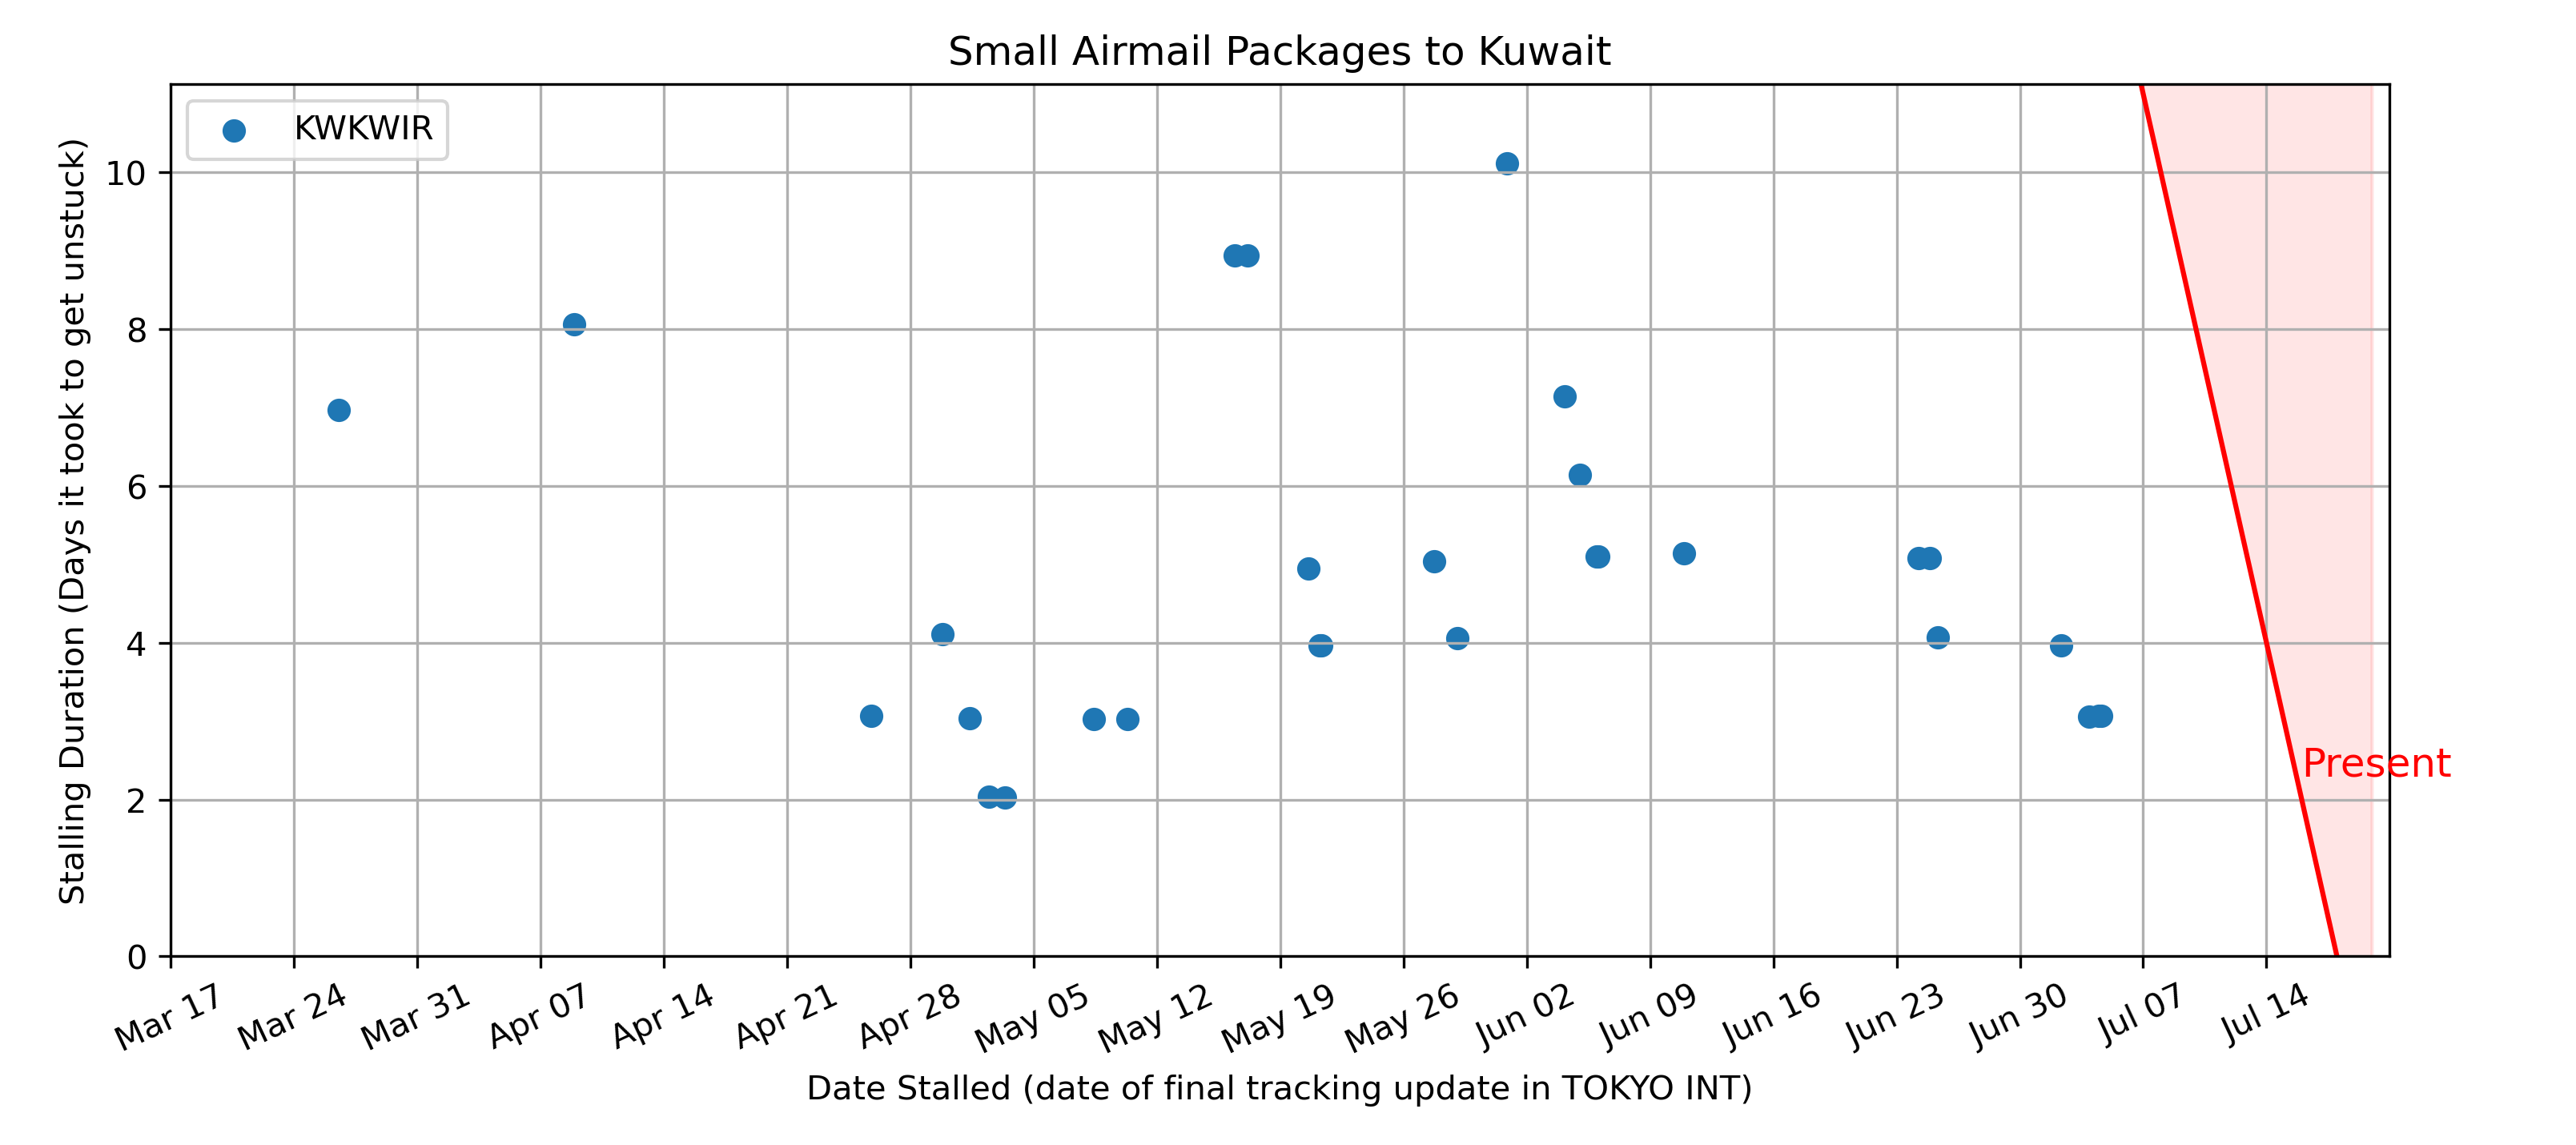 Small Airmail Packages to Kuwait
KWKWIR
Stalling Duration (Days it took to get unstuck)
10
8
6
4
2
0
Present
Mar 17
Mar 24
Mar 31
Apr 07
Apr 14
Apr 21
Apr 28
May 05
May 12
May 19
May 26
Jun 02
Jun 09
Jun 16
Jun 23
Jun 30
Jul 07
Jul 14
Date Stalled (date of final tracking update in TOKYO INT)